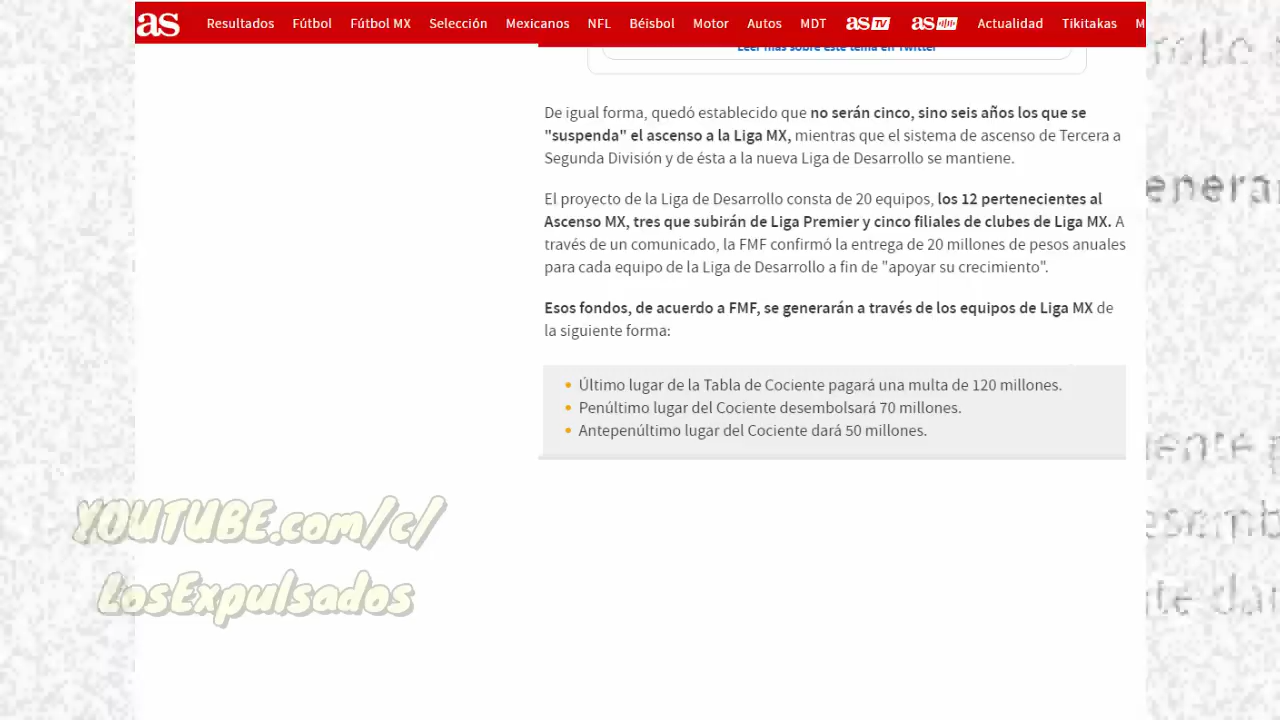 as Resultados Fútbol Fútbol MX Selección Mexicanos NFL Béisbol Motor Autos MDT as TV as Actualidad Tikitakas M
Leer más sobre este tema en Twitter
De igual forma, quedó establecido que no serán cinco, sino seis años los que se
"suspenda" el ascenso a la Liga MX, mientras que el sistema de ascenso de Tercera a
Segunda División y de ésta a la nueva Liga de Desarrollo se mantiene.
El proyecto de la Liga de Desarrollo consta de 20 equipos, los 12 pertenecientes al
Ascenso MX, tres que subirán de Liga Premier y cinco filiales de clubes de Liga MX. A
través de un comunicado, la FMF confirmó la entrega de 20 millones de pesos anuales
para cada equipo de la Liga de Desarrollo a fin de "apoyar su crecimiento".
Esos fondos, de acuerdo a FMF, se generarán a través de los equipos de Liga MX de
la siguiente forma:
• Último lugar de la Tabla de Cociente pagará una multa de 120 millones.
• Penúltimo lugar del Cociente desembolsará 70 millones.
• Antepenúltimo lugar del Cociente dará 50 millones.
YOUTUBE.com/c/
LosExpulsados